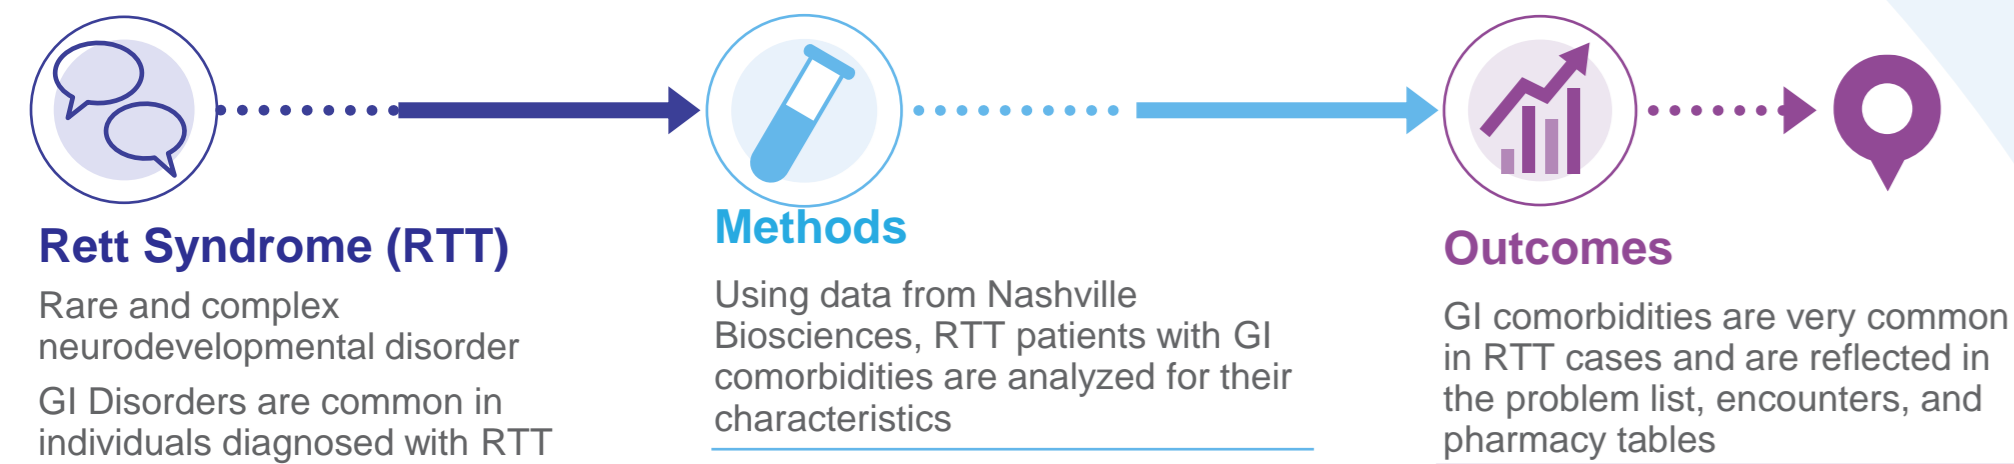 Rett Syndrome (RTT)
Rare and complex
neurodevelopmental disorder
GI Disorders are common in
individuals diagnosed with RTT
Methods
Using data from Nashville
Biosciences, RTT patients with GI
comorbidities are analyzed for their
characteristics
Outcomes
GI comorbidities are very common
in RTT cases and are reflected in
the problem list, encounters, and
pharmacy tables